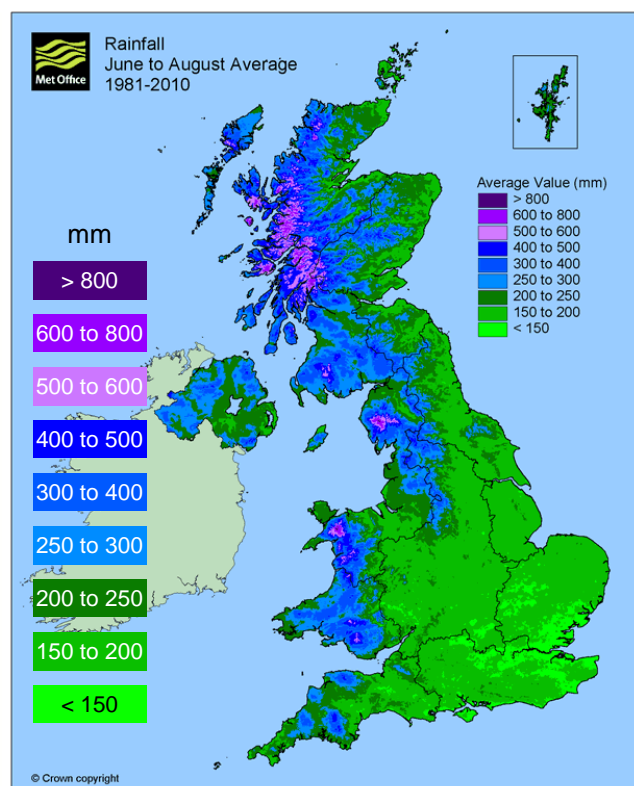 Met Office
Rainfall
June to August Average
1981-2010
Average Value (mm)
> 800
600 to 800
500 to 600
400 to 500
300 to 400
250 to 300
200 to 250
150 to 200
< 150
mm
> 800
600 to 800
500 to 600
400 to 500
300 to 400
250 to 300
200 to 250
150 to 200
< 150
© Crown copyright